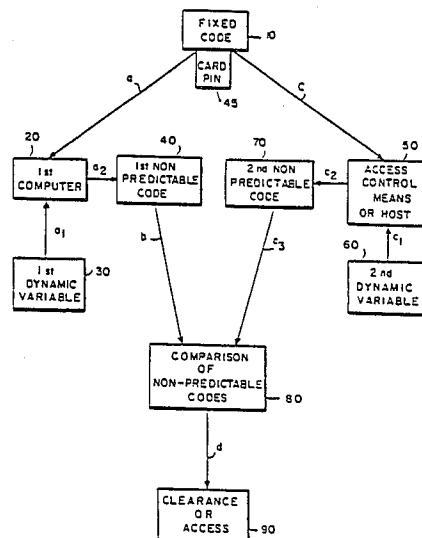 FIXED
CODE
10
CARD
PIN
45
a
C
20
40
70
50
1st
COMPUTER
a2
1st NON
PREDICTABLE
CODE
2nd NON
PREDICTABLE
CODE
c2
ACCESS
CONTROL
MEANS
OR HOST
a1
b
c3
60
c1
1st
DYNAMIC
VARIABLE
30
2nd
DYNAMIC
VARIABLE
COMPARISON
OF
NON-PREDICTABLE
CODES
80
d
CLEARANCE
OR
ACCESS
90